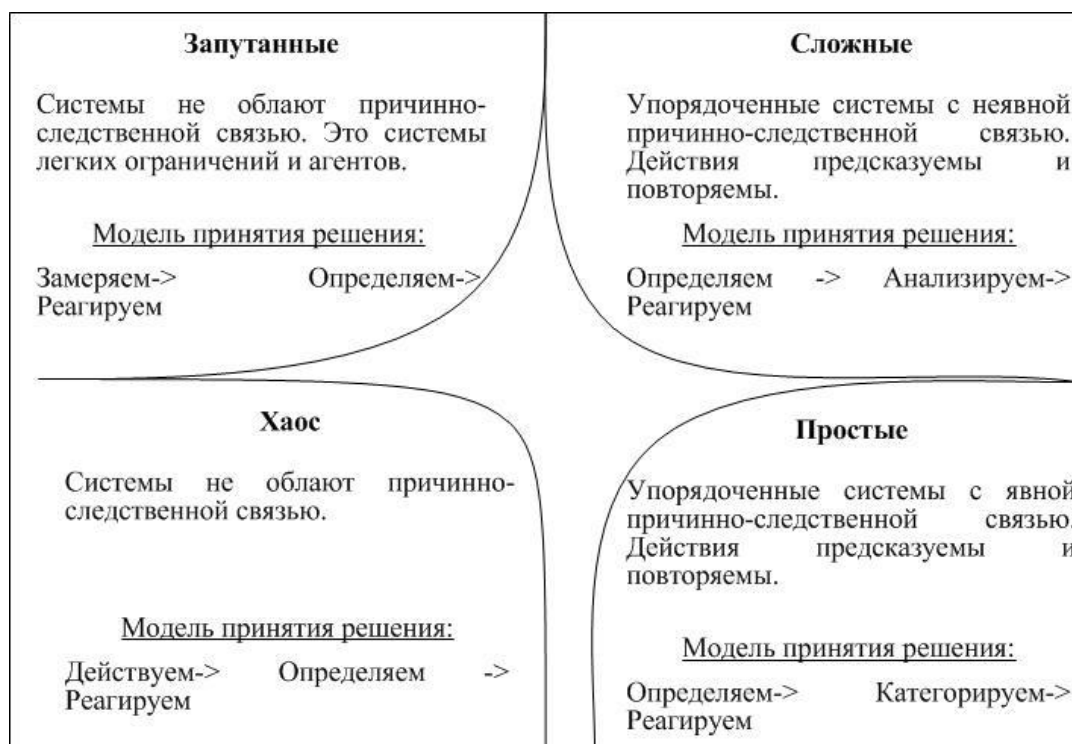 Запутанные
Системы не облают причинно-
следственной связью. Это системы
легких ограничений и агентов.
Модель принятия решения:
Замеряем-> Определяем->
Реагируем
Сложные
Упорядоченные системы с неявной
причинно-следственной связью.
Действия предсказуемы и
повторяемы.
Модель принятия решения:
Определяем -> Анализируем->
Реагируем
Хаос
Системы не облают причинно-
следственной связью.
Модель принятия решения:
Действуем-> Определяем ->
Реагируем
Простые
Упорядоченные системы с явной
причинно-следственной связью.
Действия предсказуемы и
повторяемы.
Модель принятия решения:
Определяем-> Категорируем->
Реагируем